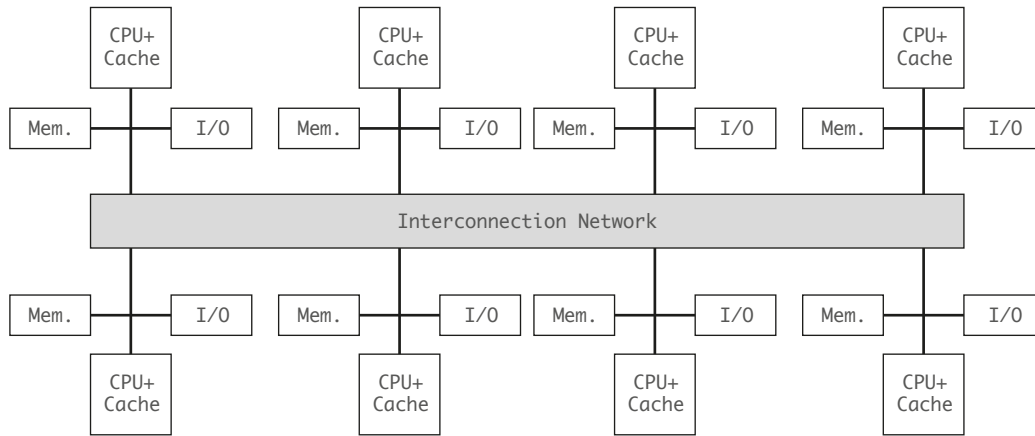 CPU+
Cache
CPU+
Cache
CPU+
Cache
CPU+
Cache
Mem.
I/O
Mem.
I/O
Mem.
I/O
Mem.
I/O
Interconnection Network
Mem.
I/O
Mem.
I/O
Mem.
I/O
Mem.
I/O
CPU+
Cache
CPU+
Cache
CPU+
Cache
CPU+
Cache